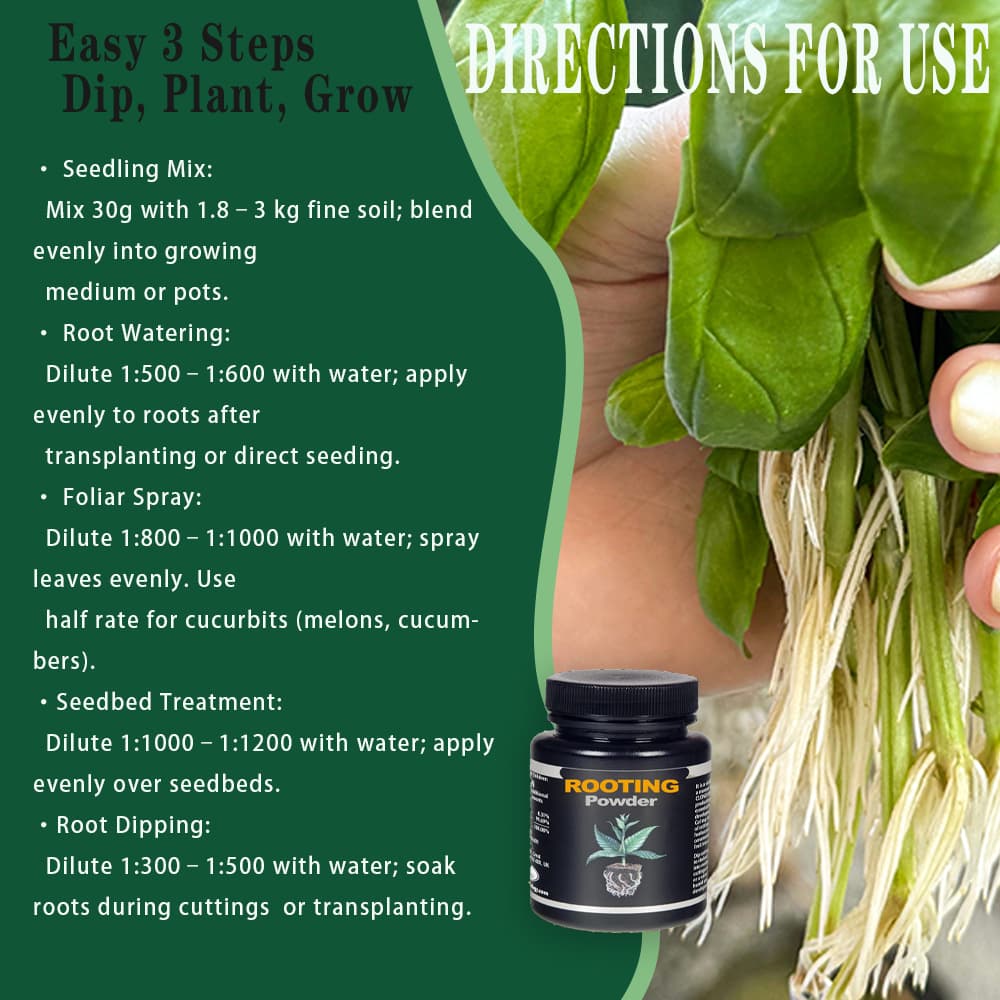 Easy 3 Steps
Dip, Plant, Grow
DIRECTIONS FOR USE
• Seedling Mix:
Mix 30g with 1.8 – 3 kg fine soil; blend
evenly into growing
medium or pots.
• Root Watering:
Dilute 1:500 – 1:600 with water; apply
evenly to roots after
transplanting or direct seeding.
• Foliar Spray:
Dilute 1:800 – 1:1000 with water; spray
leaves evenly. Use
half rate for cucurbits (melons, cucum-
bers).
• Seedbed Treatment:
Dilute 1:1000 – 1:1200 with water; apply
evenly over seedbeds.
• Root Dipping:
Dilute 1:300 – 1:500 with water; soak
roots during cuttings or transplanting.
ROOTING
Powder